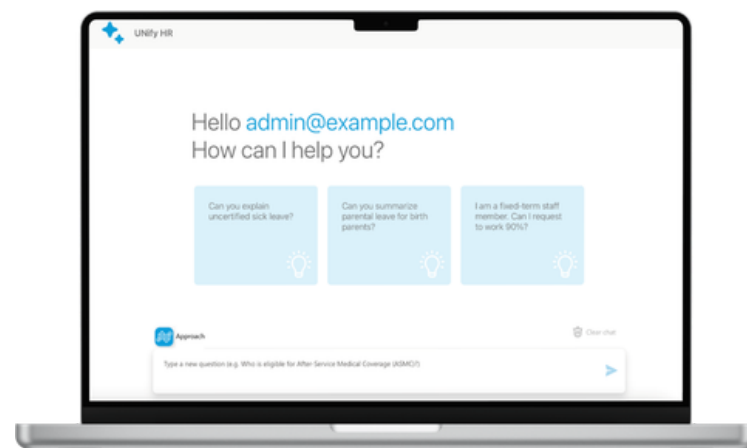 UNify HR
Hello admin@example.com
How can I help you?
Can you explain
uncertified sick leave?
Can you summarize
parental leave for birth
parents?
I am a fixed-term staff
member. Can I request
to work 90%?
Approach
Clear chat
Type a new question (e.g. Who is eligible for After Service Medical Coverage (ASMC)?)